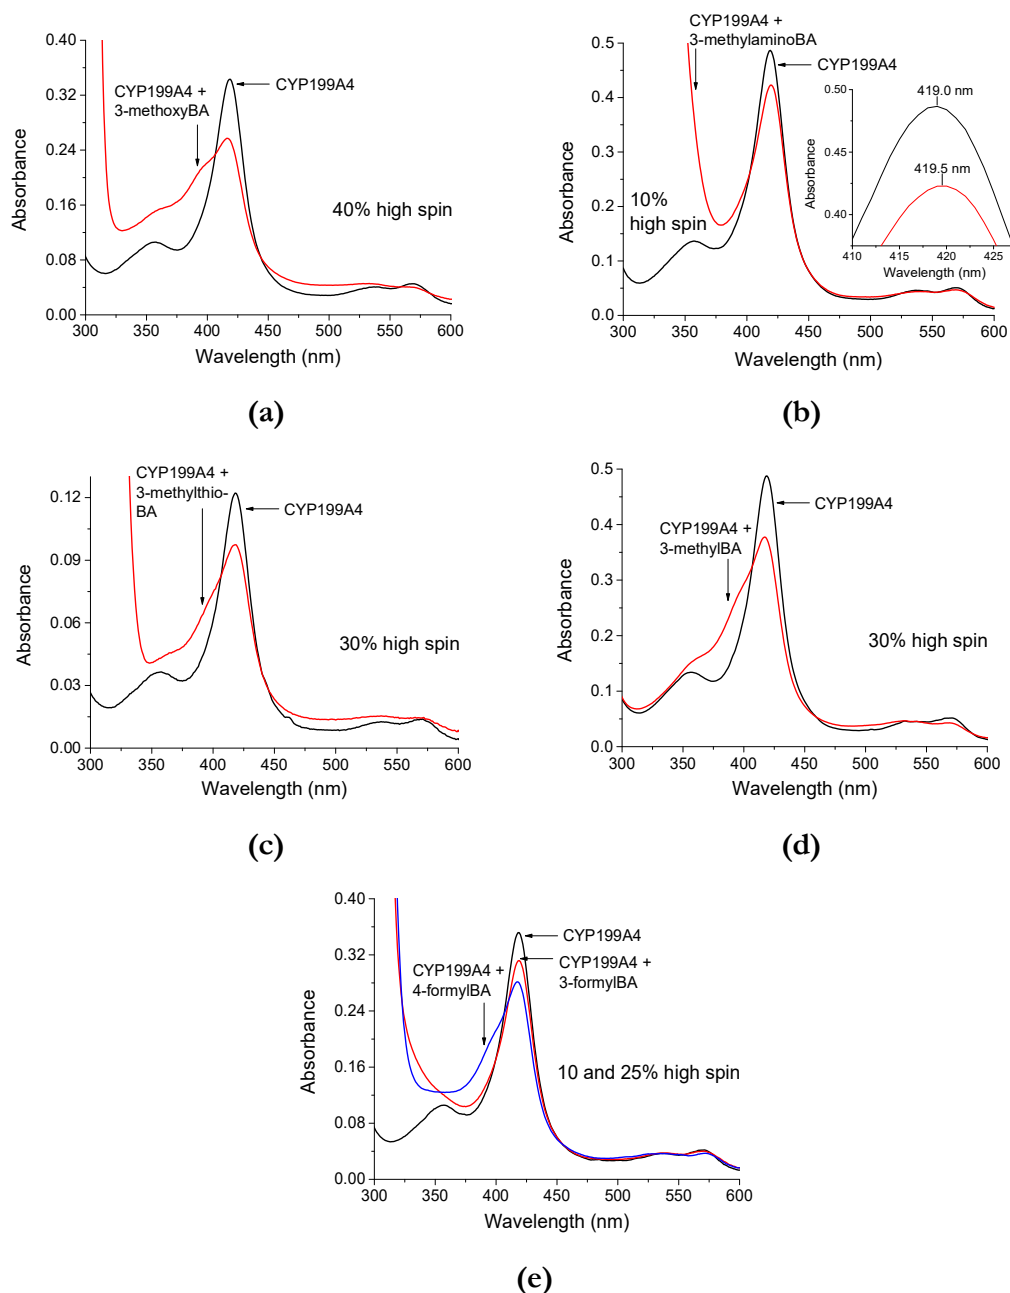 0.40
0.32
0.24
0.16
0.08
0.00
Absorbance
CYP199A4
CYP199A4 +
3-methoxyBA
40% high spin
300 350 400 450 500 550 600
Wavelength (nm)
(a)
0.5
0.4
0.3
0.2
0.1
0.0
Absorbance
CYP199A4 +
3-methylaminoBA
CYP199A4
10%
high spin
0.50
0.45
0.40
Absorbance
419.0 nm
419.5 nm
410 415 420 425
Wavelength (nm)
300 350 400 450 500 550 600
Wavelength (nm)
(b)
0.12
0.09
0.06
0.03
0.00
Absorbance
CYP199A4 +
3-methylthio-
BA
CYP199A4
30% high spin
300 350 400 450 500 550 600
Wavelength (nm)
(c)
0.5
0.4
0.3
0.2
0.1
0.0
Absorbance
CYP199A4
CYP199A4 +
3-methylBA
30% high spin
300 350 400 450 500 550 600
Wavelength (nm)
(d)
0.40
0.32
0.24
0.16
0.08
0.00
Absorbance
CYP199A4
CYP199A4 +
3-formylBA
CYP199A4 +
4-formylBA
10 and 25% high spin
300 350 400 450 500 550 600
Wavelength (nm)
(e)